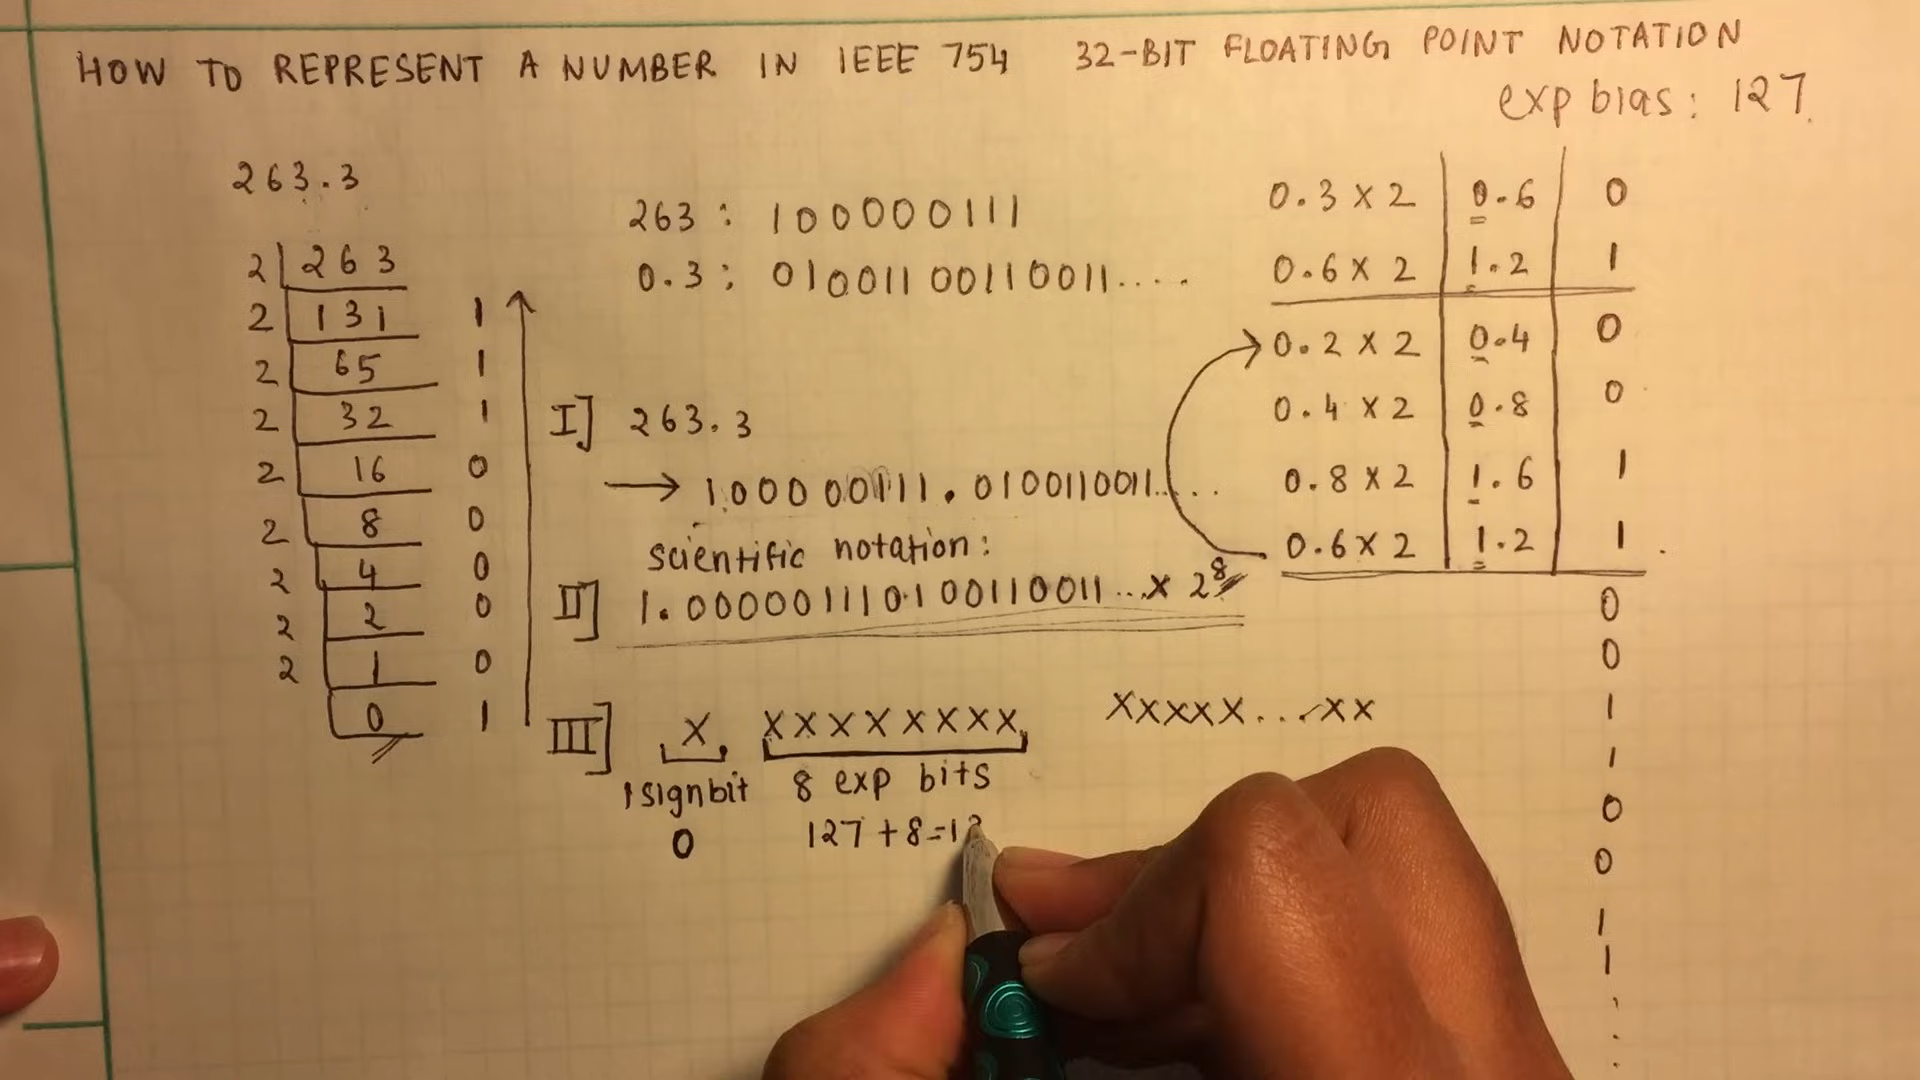 HOW TO REPRESENT A NUMBER IN IEEE 754 32-BIT FLOATING POINT NOTATION
exp bias: 127
263.3
2 263
2 131 1
2 65 1
2 32 1
2 16 0
2 8 0
2 4 0
2 2 0
2 1 0
0 1
263 : 100000111
0.3 : 01001100110011....
I] 263.3
→ 100000111.0100110011.....
scientific notation:
II] 1.000001110100110011...x 2^8
III] X XXXXXXXX XXXXX...XX
1 sign bit 8 exp bits
0 127+8=13
0.3 x 2 0.6 0
0.6 x 2 1.2 1
0.2 x 2 0.4 0
0.4 x 2 0.8 0
0.8 x 2 1.6 1
0.6 x 2 1.2 1
0
0
1
1
0
0
1
1